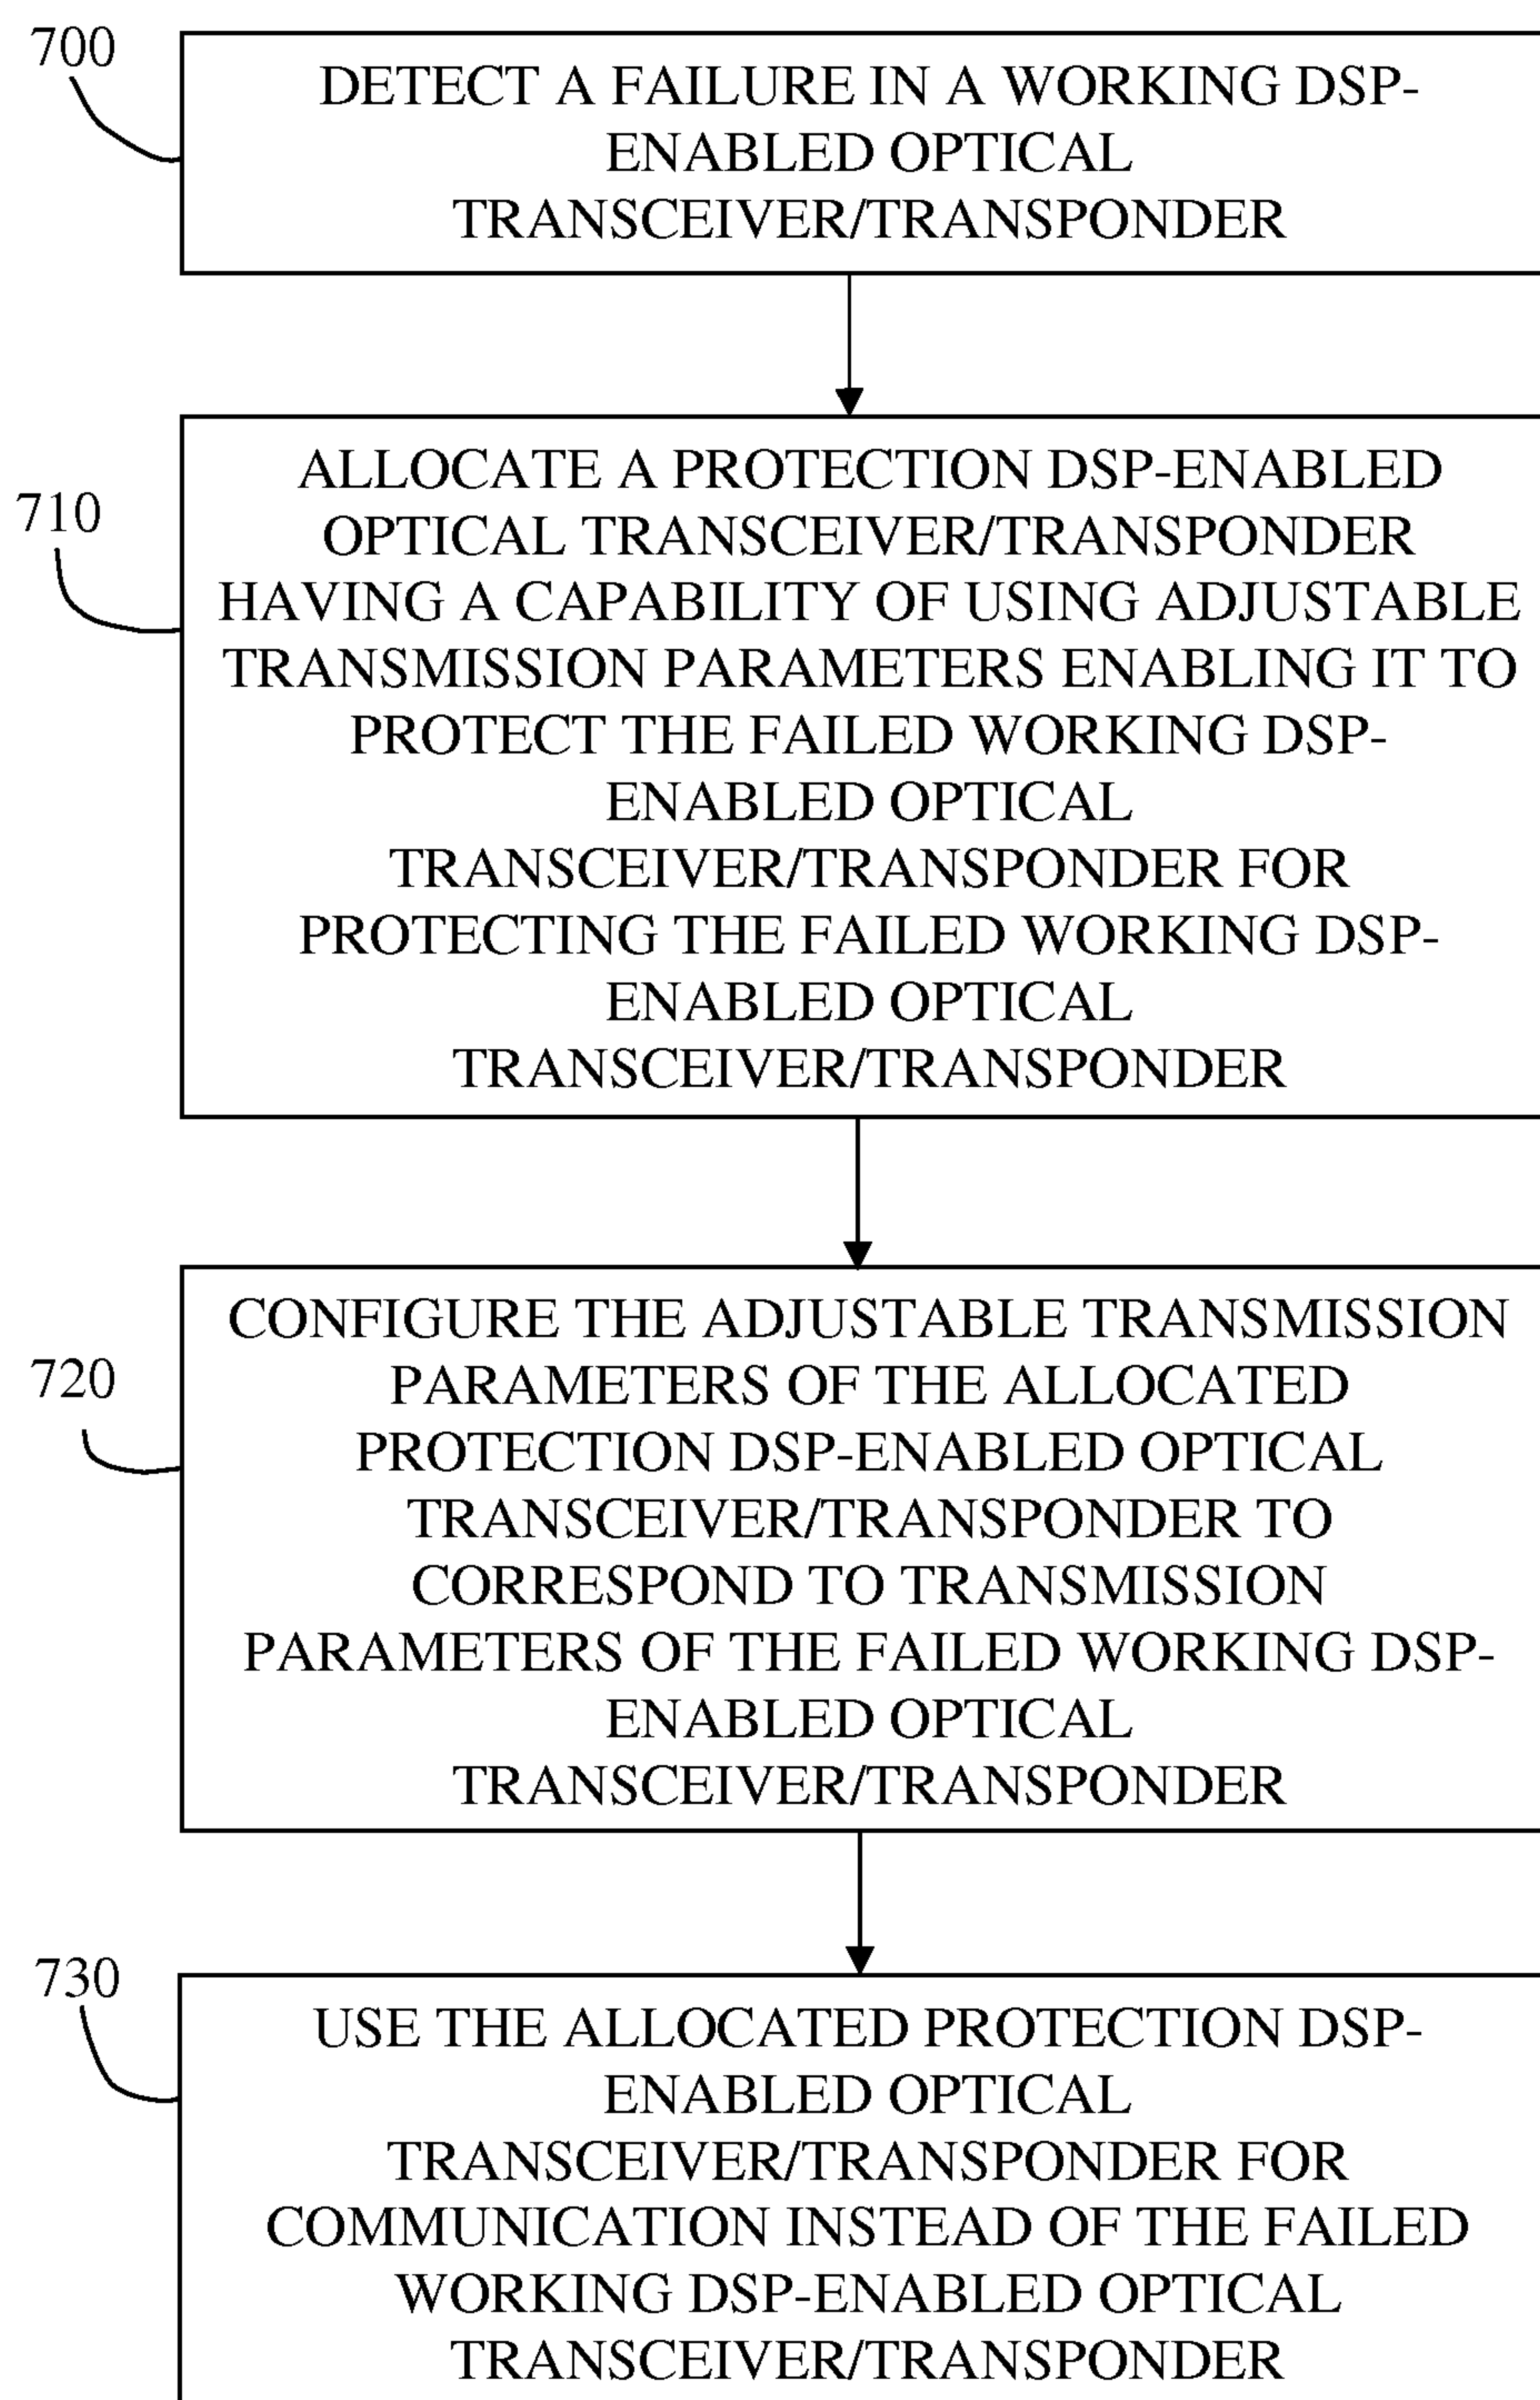 700
DETECT A FAILURE IN A WORKING DSP-
ENABLED OPTICAL
TRANSCEIVER/TRANSPONDER
710
ALLOCATE A PROTECTION DSP-ENABLED
OPTICAL TRANSCEIVER/TRANSPONDER
HAVING A CAPABILITY OF USING ADJUSTABLE
TRANSMISSION PARAMETERS ENABLING IT TO
PROTECT THE FAILED WORKING DSP-
ENABLED OPTICAL
TRANSCEIVER/TRANSPONDER FOR
PROTECTING THE FAILED WORKING DSP-
ENABLED OPTICAL
TRANSCEIVER/TRANSPONDER
720
CONFIGURE THE ADJUSTABLE TRANSMISSION
PARAMETERS OF THE ALLOCATED
PROTECTION DSP-ENABLED OPTICAL
TRANSCEIVER/TRANSPONDER TO
CORRESPOND TO TRANSMISSION
PARAMETERS OF THE FAILED WORKING DSP-
ENABLED OPTICAL
TRANSCEIVER/TRANSPONDER
730
USE THE ALLOCATED PROTECTION DSP-
ENABLED OPTICAL
TRANSCEIVER/TRANSPONDER FOR
COMMUNICATION INSTEAD OF THE FAILED
WORKING DSP-ENABLED OPTICAL
TRANSCEIVER/TRANSPONDER